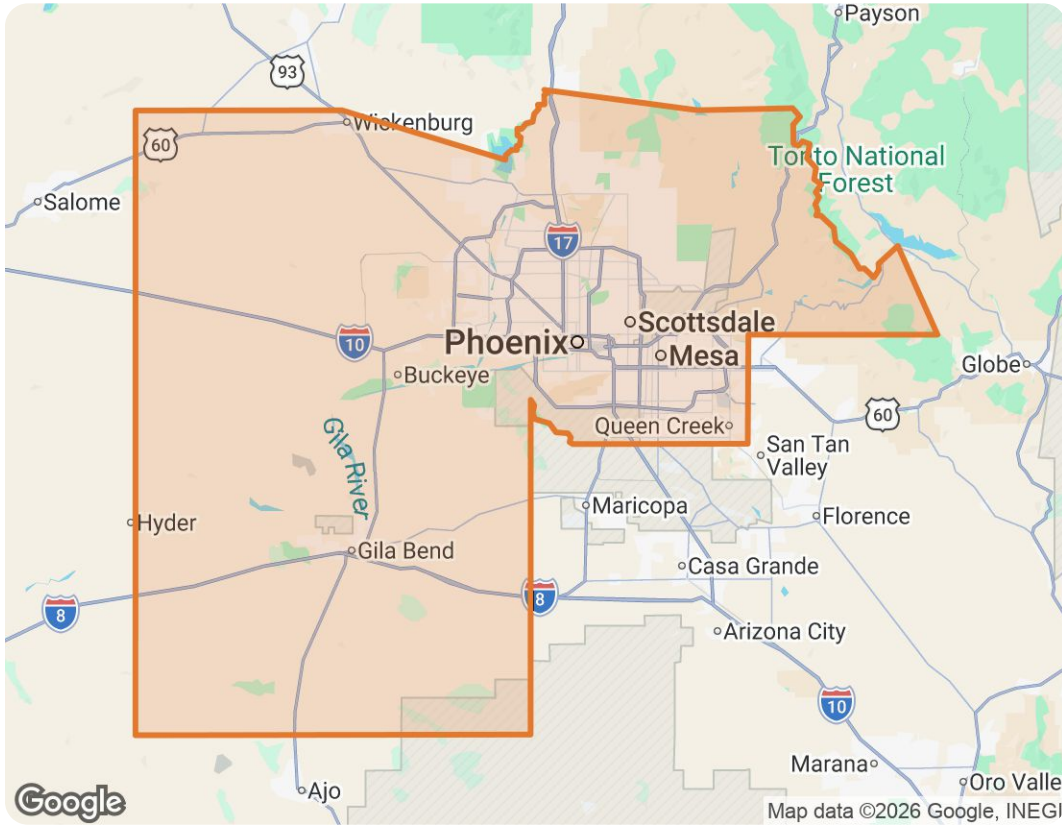 Payson
93
Wickenburg
60
Tonto National
Forest
Salome
17
Scottsdale
10
Phoenix
Mesa
Globe
Buckeye
60
Queen Creek
Gila River
San Tan
Valley
Maricopa
Hyder
Florence
Gila Bend
Casa Grande
8
8
Arizona City
10
Marana
Oro Valle
Ajo
Google
Map data ©2026 Google, INEGI